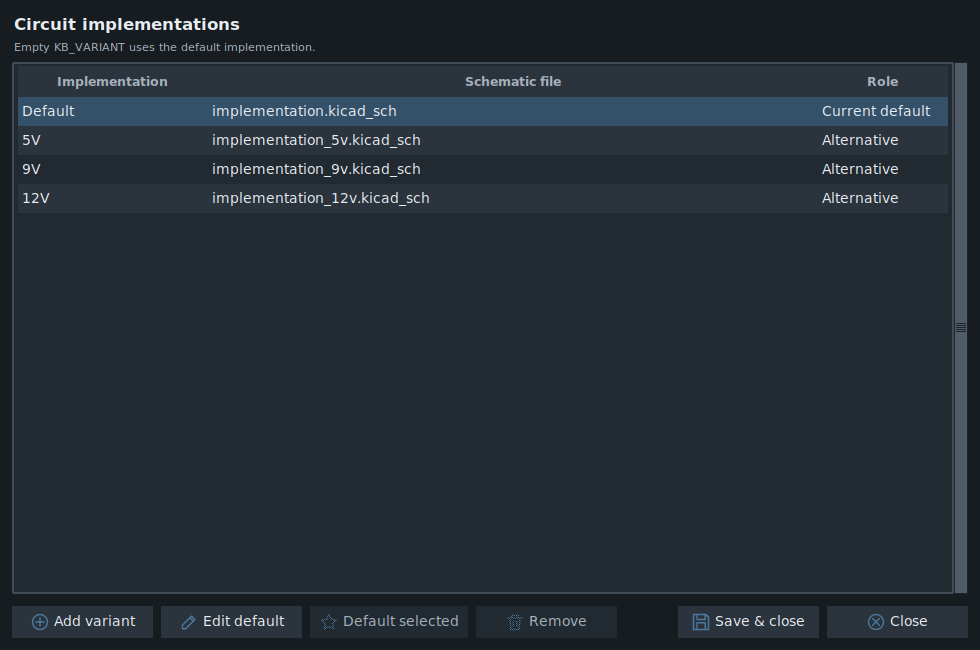 Circuit implementations
Empty KB_VARIANT uses the default implementation.
Implementation Schematic file Role
Default implementation.kicad_sch Current default
5V implementation_5v.kicad_sch Alternative
9V implementation_9v.kicad_sch Alternative
12V implementation_12v.kicad_sch Alternative
Add variant Edit default Default selected Remove Save & close Close